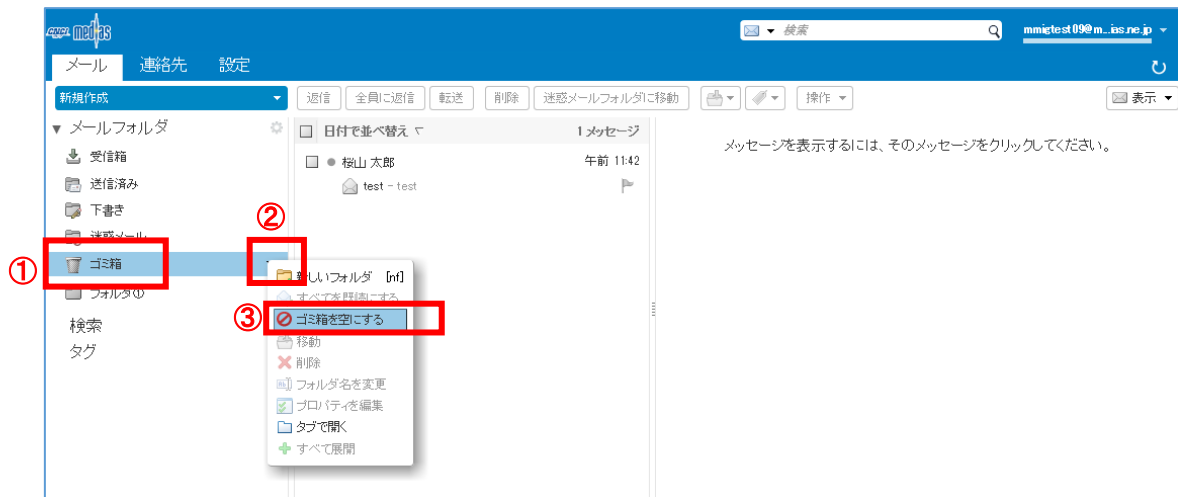 CNCI medias
検索
mmigtest09@m...ias.ne.jp
メール 連絡先 設定
新規作成 返信 全員に返信 転送 削除 迷惑メールフォルダに移動 操作 表示
メールフォルダ
受信箱
送信済み
下書き
迷惑メール
ゴミ箱
フォルダ①
検索
タグ
①
②
③
新しいフォルダ [nf]
すべてを既読にする
ゴミ箱を空にする
移動
削除
フォルダ名を変更
プロパティを編集
タブで開く
すべて展開
日付で並べ替え 1 メッセージ
桜山 太郎 午前 11:42
test - test
メッセージを表示するには、そのメッセージをクリックしてください。